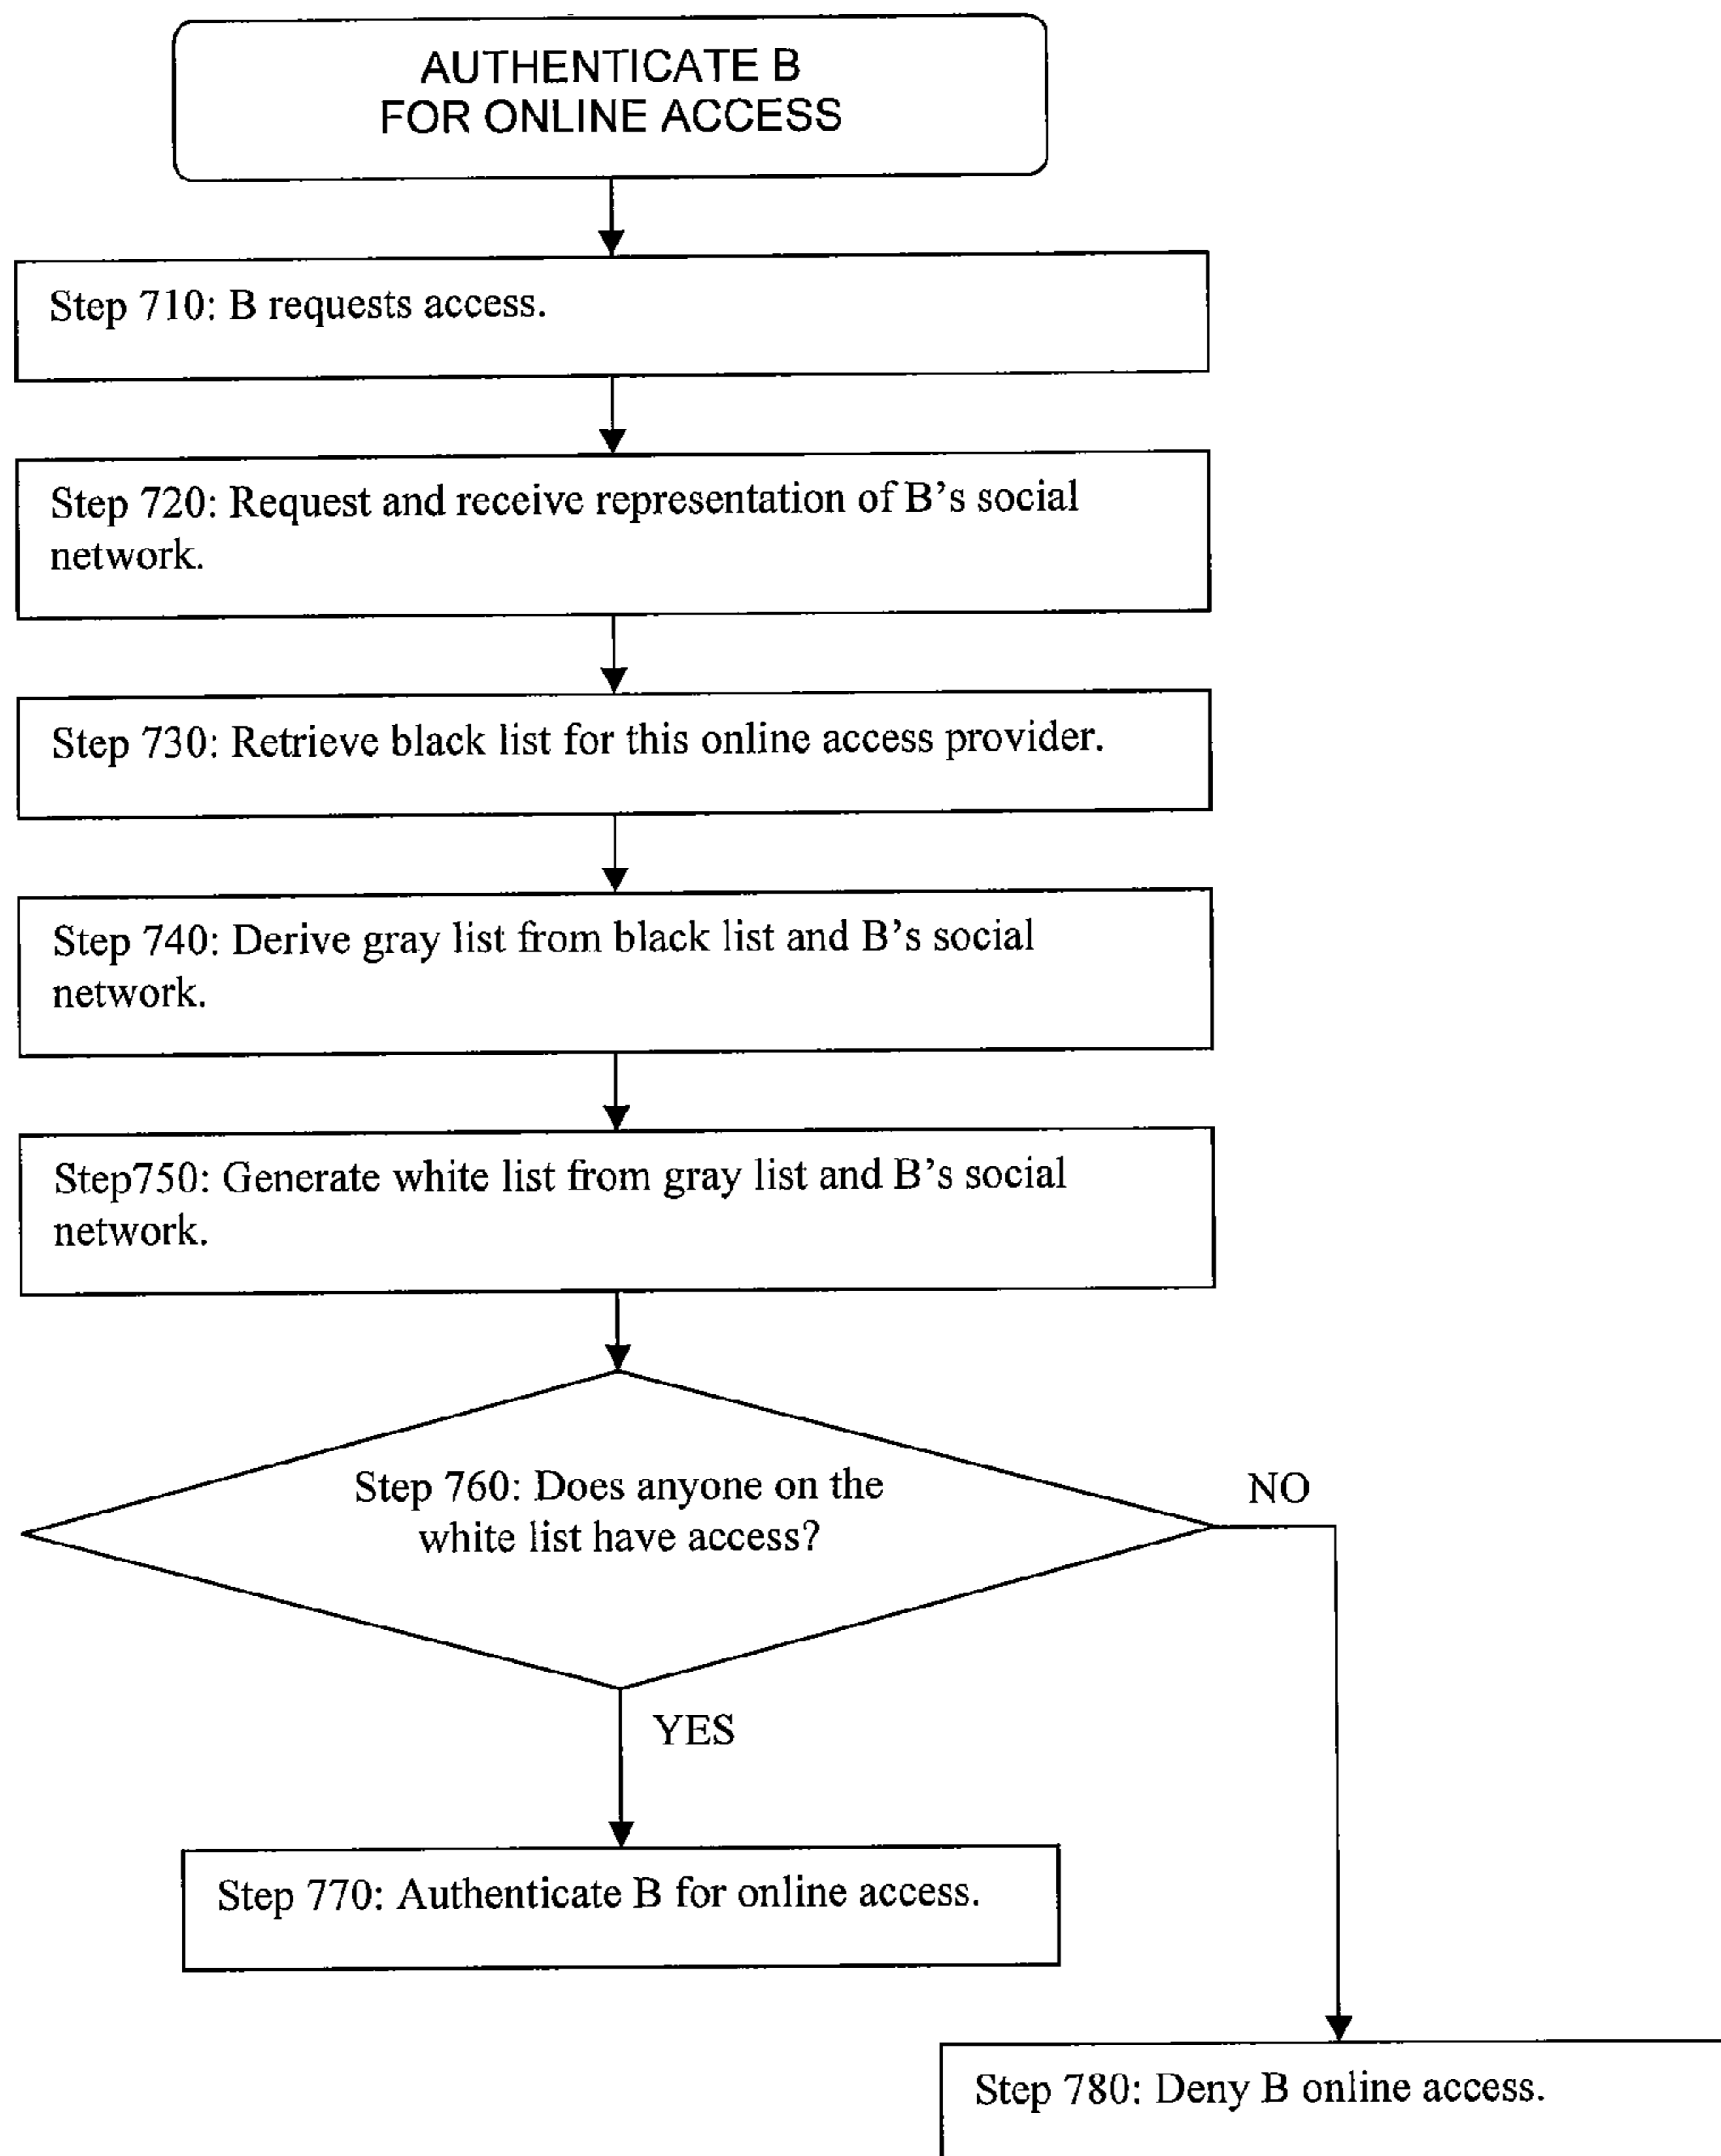 AUTHENTICATE B
FOR ONLINE ACCESS
Step 710: B requests access.
Step 720: Request and receive representation of B’s social
network.
Step 730: Retrieve black list for this online access provider.
Step 740: Derive gray list from black list and B’s social
network.
Step750: Generate white list from gray list and B’s social
network.
Step 760: Does anyone on the
white list have access?
NO
YES
Step 770: Authenticate B for online access.
Step 780: Deny B online access.